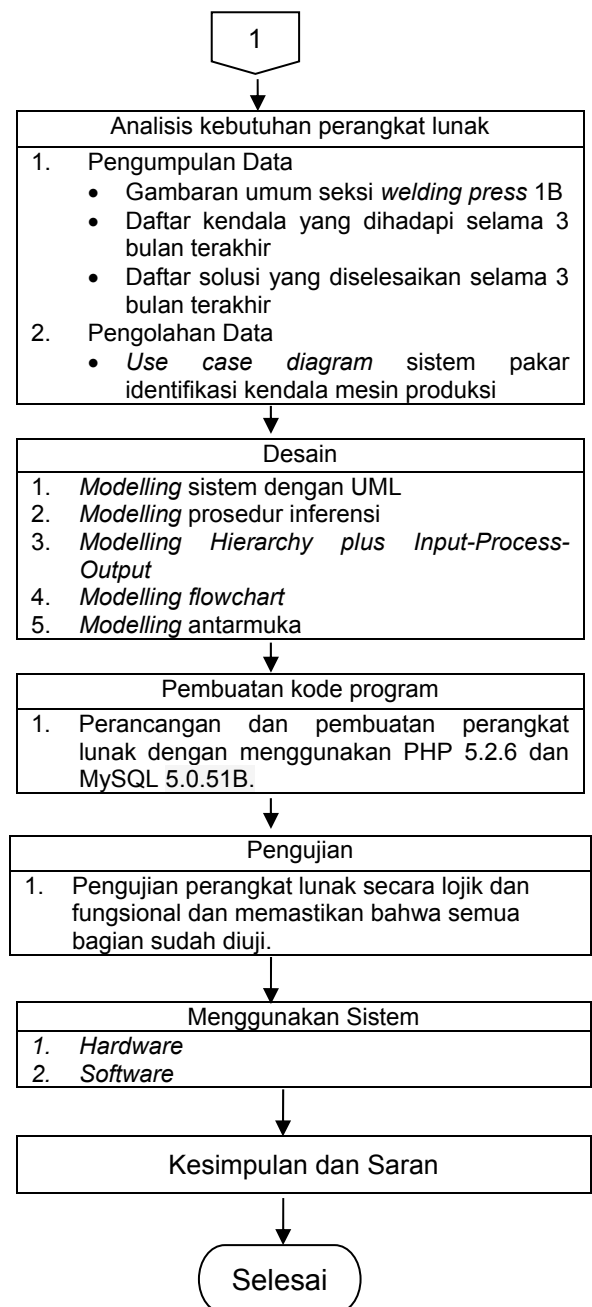 1
Analisis kebutuhan perangkat lunak
1. Pengumpulan Data
• Gambaran umum seksi welding press 1B
• Daftar kendala yang dihadapi selama 3
bulan terakhir
• Daftar solusi yang diselesaikan selama 3
bulan terakhir
2. Pengolahan Data
• Use case diagram sistem pakar
identifikasi kendala mesin produksi
Desain
1. Modelling sistem dengan UML
2. Modelling prosedur inferensi
3. Modelling Hierarchy plus Input-Process-
Output
4. Modelling flowchart
5. Modelling antarmuka
Pembuatan kode program
1. Perancangan dan pembuatan perangkat
lunak dengan menggunakan PHP 5.2.6 dan
MySQL 5.0.51B.
Pengujian
1. Pengujian perangkat lunak secara lojik dan
fungsional dan memastikan bahwa semua
bagian sudah diuji.
Menggunakan Sistem
1. Hardware
2. Software
Kesimpulan dan Saran
Selesai